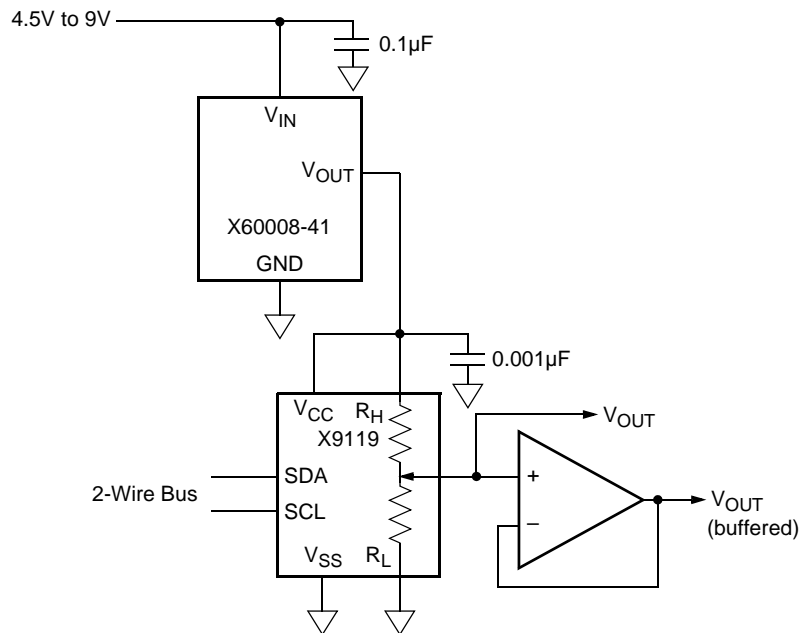 4.5V to 9V
0.1µF
VIN
VOUT
X60008-41
GND
0.001µF
VCC
RH
X9119
VOUT
2-Wire Bus
SDA
SCL
+
−
VOUT
(buffered)
VSS
RL